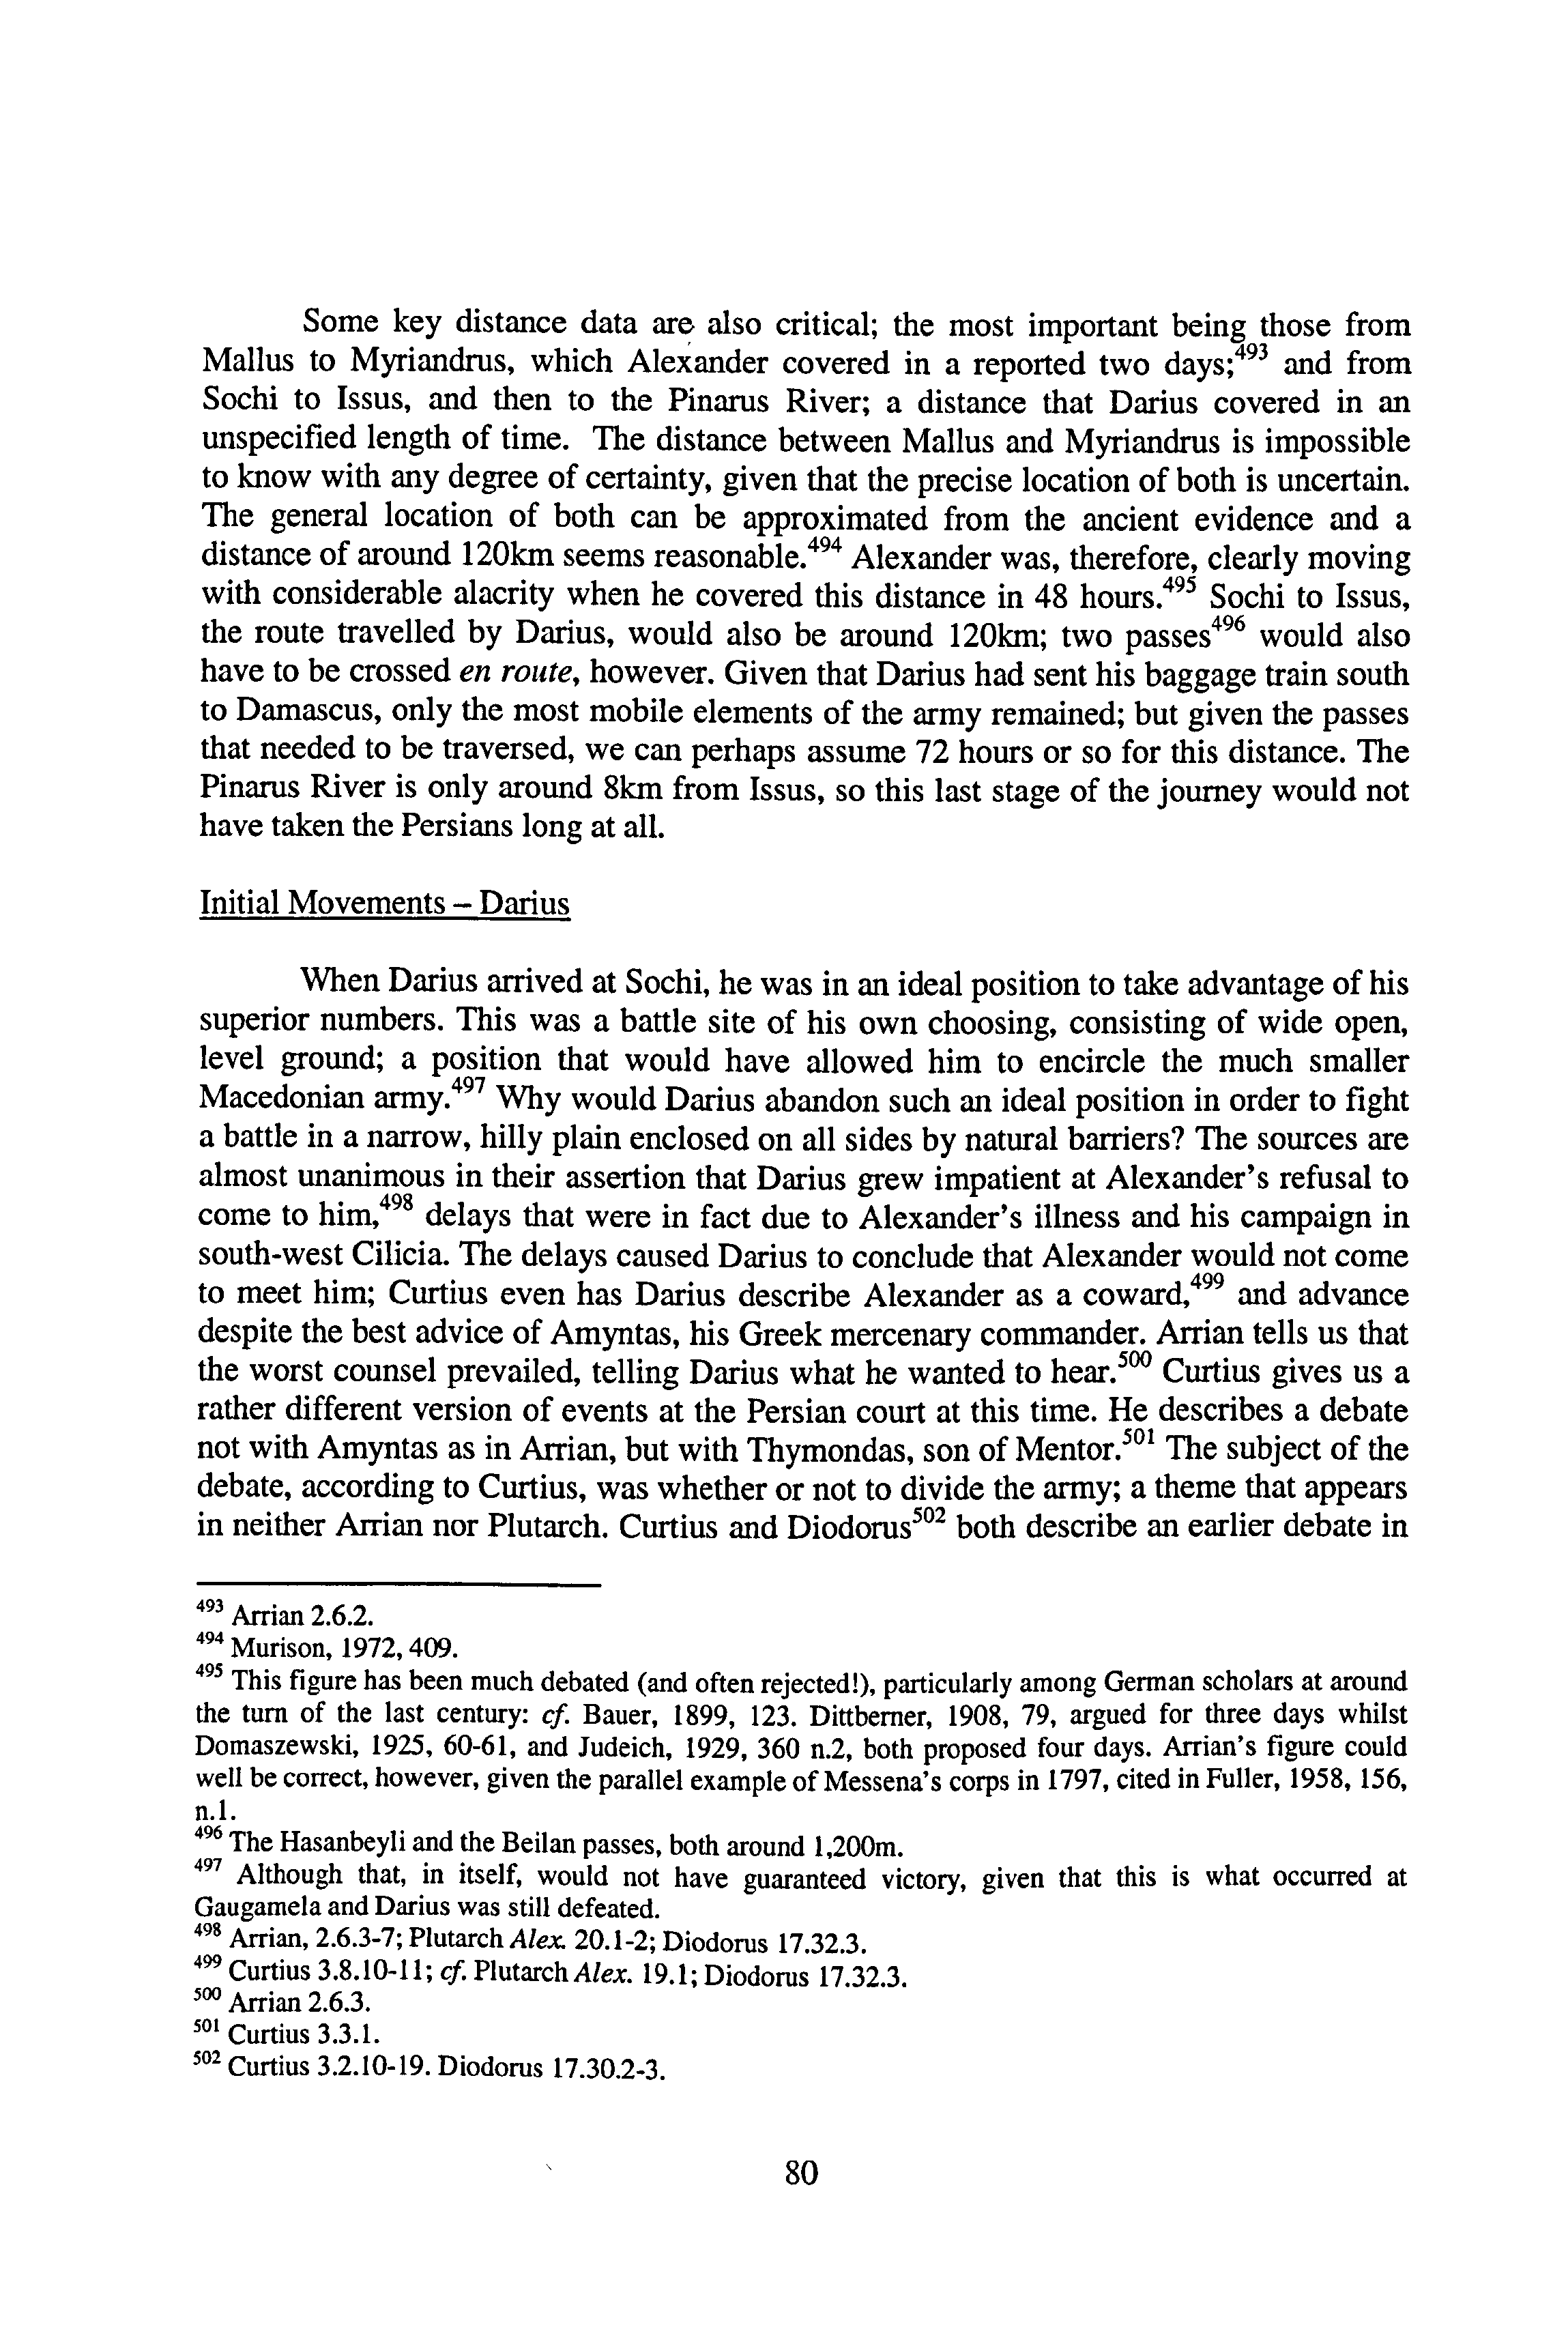 Some key distance data are also critical; the most important being those from
Mallus to Myriandrus, which Alexander covered in a reported two days;493 and from
Sochi to Issus, and then to the Pinarus River; a distance that Darius covered in an
unspecified length of time. The distance between Mallus and Myriandrus is impossible
to know with any degree of certainty, given that the precise location of both is uncertain.
The general location of both can be approximated from the ancient evidence and a
distance of around 120km seems reasonable.494 Alexander was, therefore, clearly moving
with considerable alacrity when he covered this distance in 48 hours.495 Sochi to Issus,
the route travelled by Darius, would also be around 120km; two passes496 would also
have to be crossed en route, however. Given that Darius had sent his baggage train south
to Damascus, only the most mobile elements of the army remained; but given the passes
that needed to be traversed, we can perhaps assume 72 hours or so for this distance. The
Pinarus River is only around 8km from Issus, so this last stage of the journey would not
have taken the Persians long at all.
Initial Movements – Darius
When Darius arrived at Sochi, he was in an ideal position to take advantage of his
superior numbers. This was a battle site of his own choosing, consisting of wide open,
level ground; a position that would have allowed him to encircle the much smaller
Macedonian army.497 Why would Darius abandon such an ideal position in order to fight
a battle in a narrow, hilly plain enclosed on all sides by natural barriers? The sources are
almost unanimous in their assertion that Darius grew impatient at Alexander's refusal to
come to him,498 delays that were in fact due to Alexander's illness and his campaign in
south-west Cilicia. The delays caused Darius to conclude that Alexander would not come
to meet him; Curtius even has Darius describe Alexander as a coward,499 and advance
despite the best advice of Amyntas, his Greek mercenary commander. Arrian tells us that
the worst counsel prevailed, telling Darius what he wanted to hear.500 Curtius gives us a
rather different version of events at the Persian court at this time. He describes a debate
not with Amyntas as in Arrian, but with Thymondas, son of Mentor.501 The subject of the
debate, according to Curtius, was whether or not to divide the army; a theme that appears
in neither Arrian nor Plutarch. Curtius and Diodorus502 both describe an earlier debate in
493 Arrian 2.6.2.
494 Murison, 1972, 409.
495 This figure has been much debated (and often rejected!), particularly among German scholars at around
the turn of the last century: cf. Bauer, 1899, 123. Dittberner, 1908, 79, argued for three days whilst
Domaszewski, 1925, 60-61, and Judeich, 1929, 360 n.2, both proposed four days. Arrian's figure could
well be correct, however, given the parallel example of Messena's corps in 1797, cited in Fuller, 1958, 156,
n.1.
496 The Hasanbeyli and the Beilan passes, both around 1,200m.
497 Although that, in itself, would not have guaranteed victory, given that this is what occurred at
Gaugamela and Darius was still defeated.
498 Arrian, 2.6.3-7; Plutarch Alex. 20.1-2; Diodorus 17.32.3.
499 Curtius 3.8.10-11; cf. Plutarch Alex. 19.1; Diodorus 17.32.3.
500 Arrian 2.6.3.
501 Curtius 3.3.1.
502 Curtius 3.2.10-19. Diodorus 17.30.2-3.
80